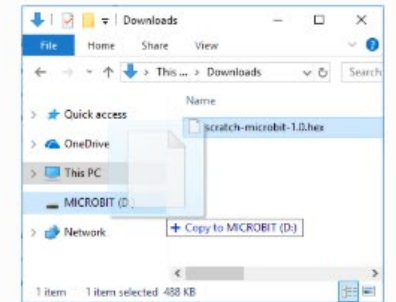 Downloads
File Home Share View
This ... > Downloads
Search
Name
Quick access
scratch-microbit-1.0.hex
OneDrive
This PC
MICROBIT (D:)
+ Copy to MICROBIT (D:)
Network
1 item 1 item selected 488 KB